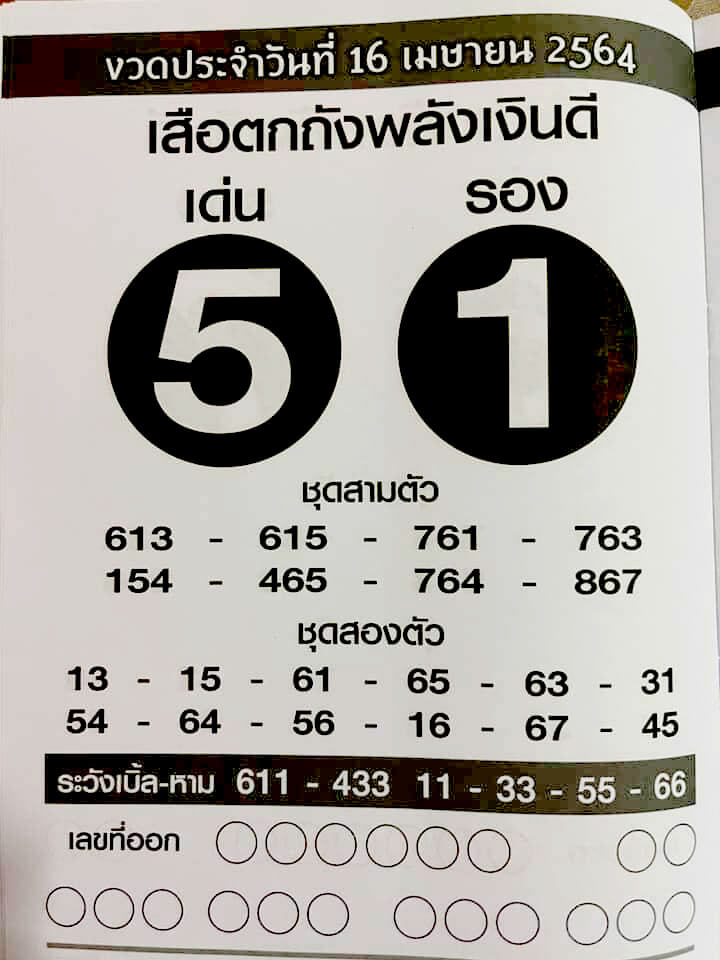 งวดประจำวันที่ 16 เมษายน 2564
เสือตกถังพลังเงินดี
เด่น รอง
5 1
ชุดสามตัว
613 - 615 - 761 - 763
154 - 465 - 764 - 867
ชุดสองตัว
13 - 15 - 61 - 65 - 63 - 31
54 - 64 - 56 - 16 - 67 - 45
ระวังเบิ้ล-หาม 611 - 433 11 - 33 - 55 - 66
เลขที่ออก